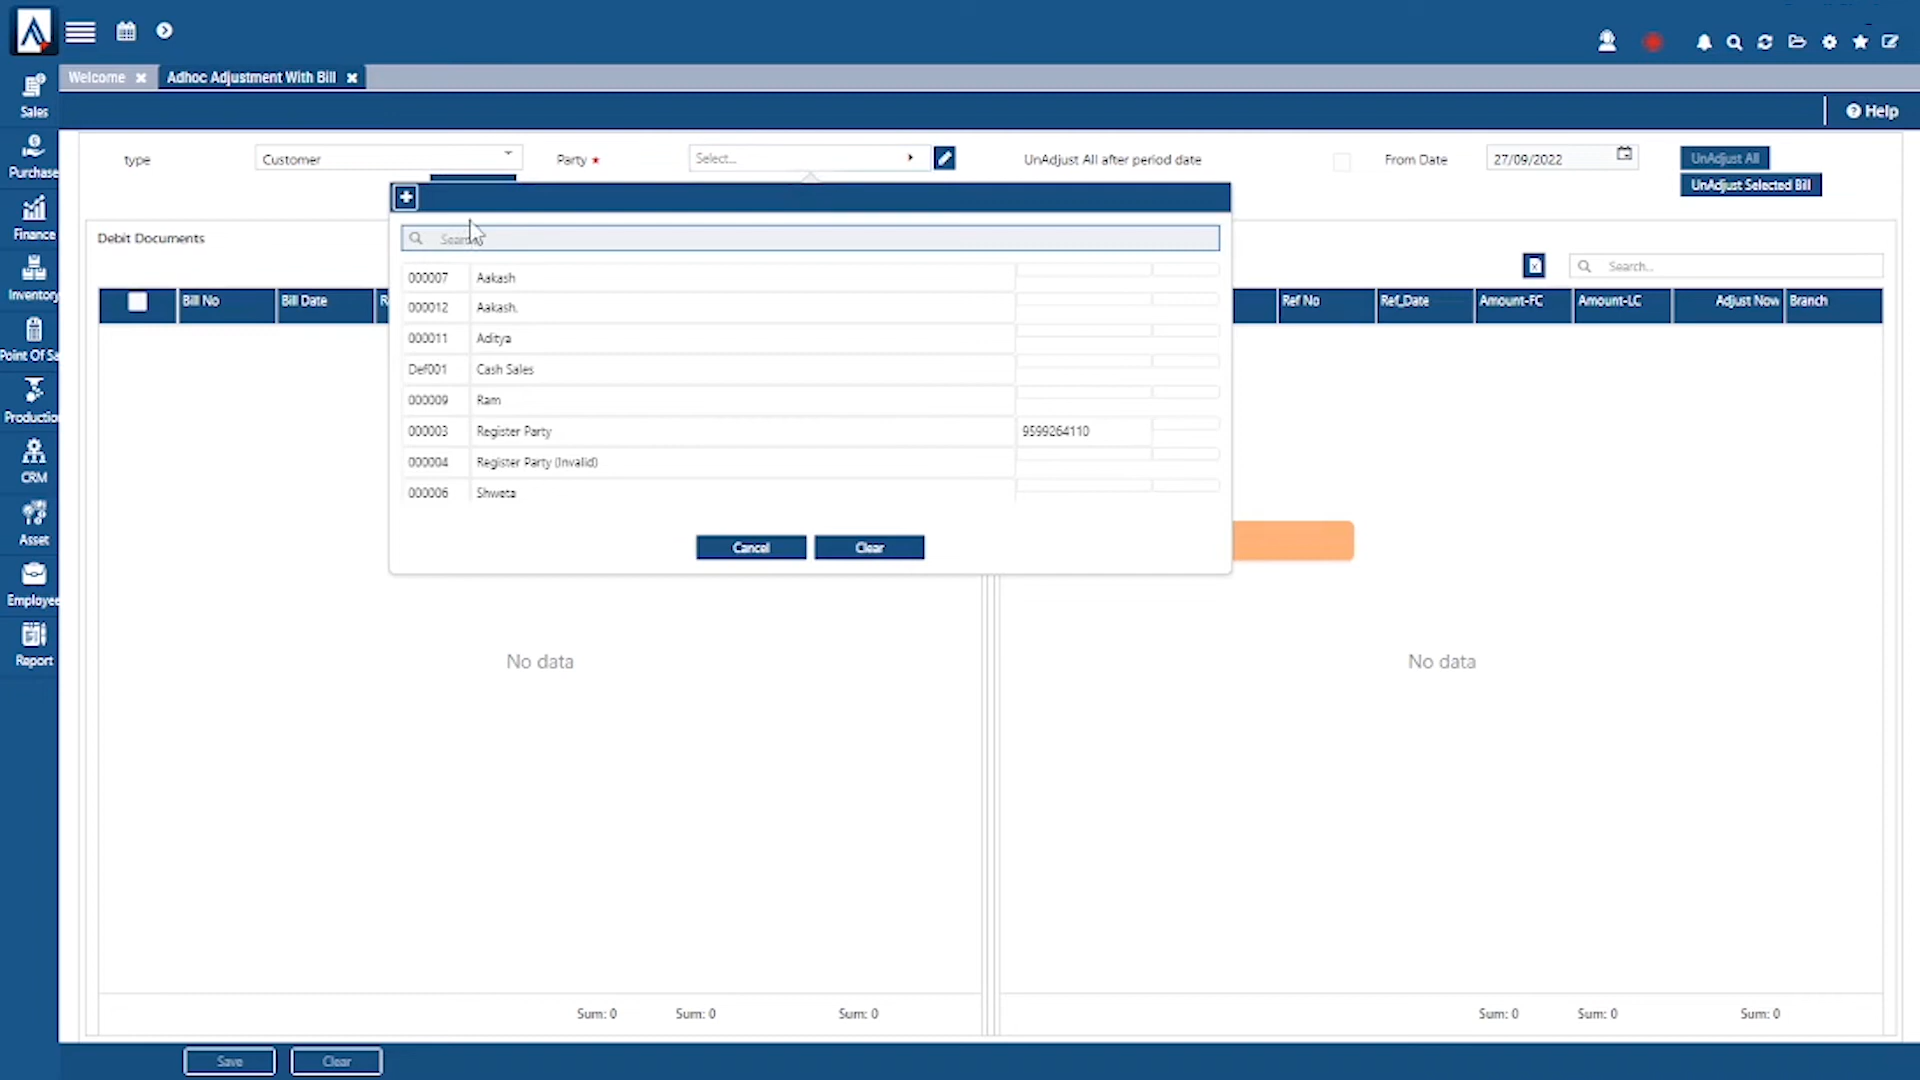 Welcome
Adhoc Adjustment With Bill
Help
Sales
Purchase
Finance
Inventory
Point Of Sa
Productio
CRM
Asset
Employee
Report
type
Customer
Party *
Select...
UnAdjust All after period date
From Date
27/09/2022
UnAdjust All
UnAdjust Selected Bill
Debit Documents
Search...
Bill No
Bill Date
R
000007 Aakash
000012 Aakash.
000011 Aditya
Def001 Cash Sales
000009 Ram
000003 Register Party 9599264110
000004 Register Party (Invalid)
000006 Shweta
Cancel
Clear
Search...
Ref No
Ref_Date
Amount-FC
Amount-LC
Adjust Now
Branch
No data
No data
Sum: 0
Sum: 0
Sum: 0
Sum: 0
Sum: 0
Sum: 0
Save
Clear